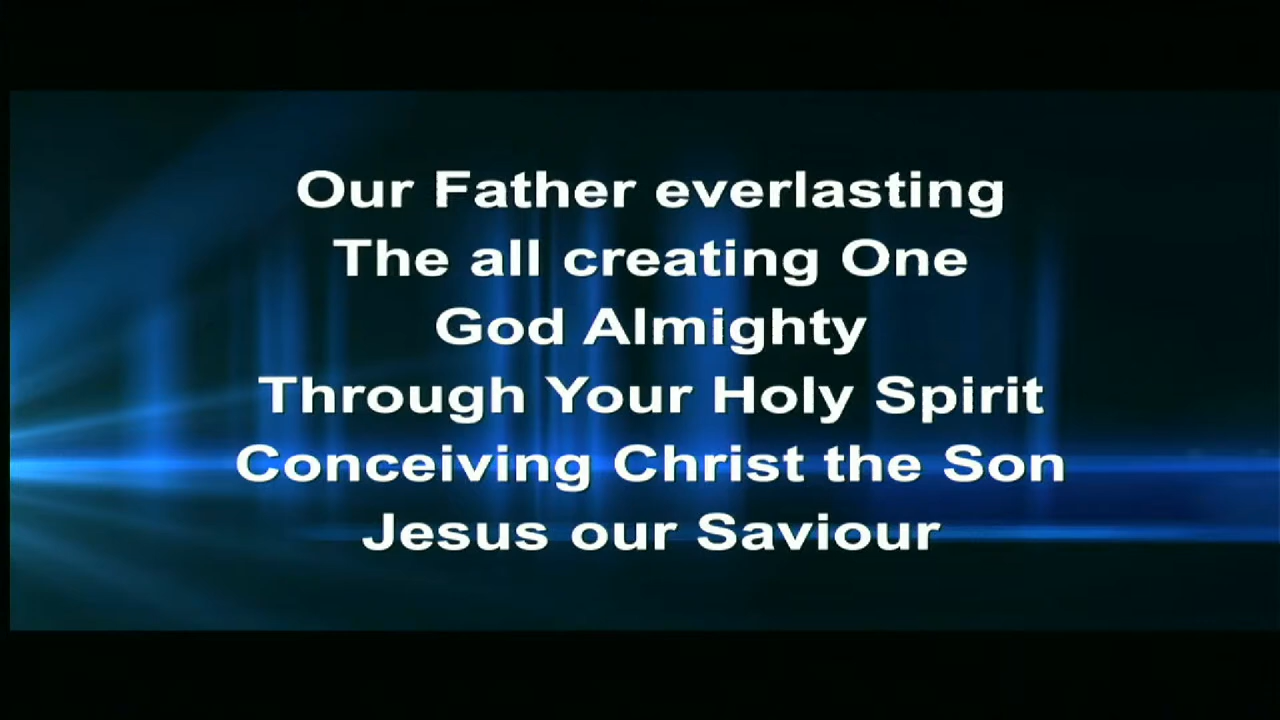 Our Father everlasting
The all creating One
God Almighty
Through Your Holy Spirit
Conceiving Christ the Son
Jesus our Saviour